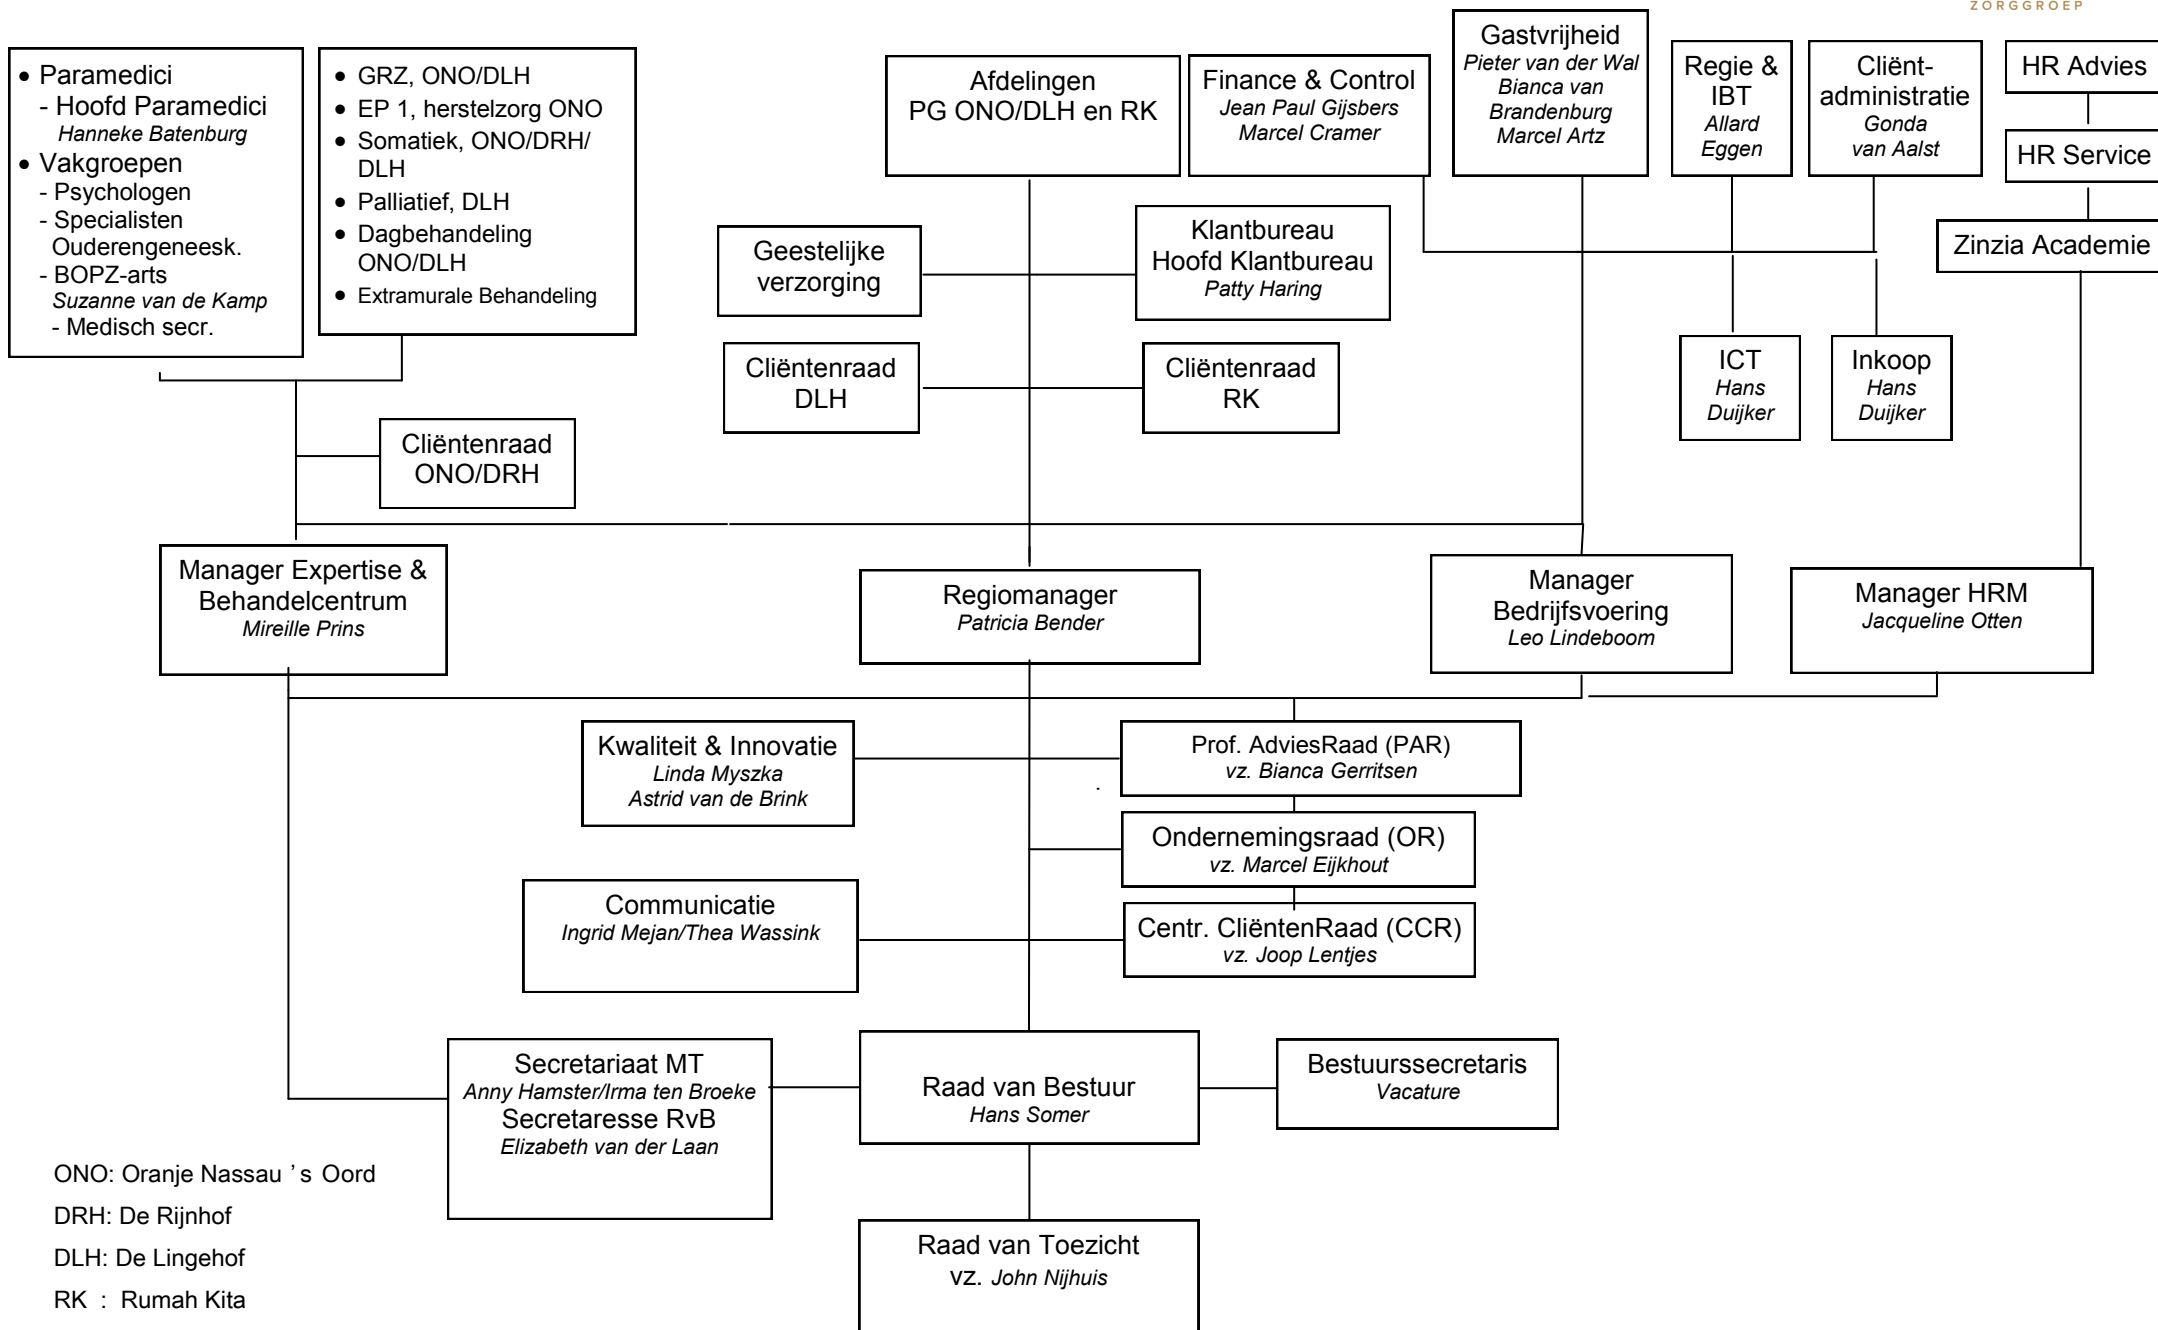 ZORGGROEP
• Paramedici
- Hoofd Paramedici
Hanneke Batenburg
• Vakgroepen
- Psychologen
- Specialisten
Ouderengeneesk.
- BOPZ-arts
Suzanne van de Kamp
- Medisch secr.
• GRZ, ONO/DLH
• EP 1, herstelzorg ONO
• Somatiek, ONO/DRH/
DLH
• Palliatief, DLH
• Dagbehandeling
ONO/DLH
• Extramurale Behandeling
Afdelingen
PG ONO/DLH en RK
Finance & Control
Jean Paul Gijsbers
Marcel Cramer
Gastvrijheid
Pieter van der Wal
Bianca van
Brandenburg
Marcel Artz
Regie &
IBT
Allard
Eggen
Cliënt-
administratie
Gonda
van Aalst
HR Advies
HR Service
Zinzia Academie
Geestelijke
verzorging
Klantbureau
Hoofd Klantbureau
Patty Haring
Cliëntenraad
DLH
Cliëntenraad
RK
ICT
Hans
Duijker
Inkoop
Hans
Duijker
Cliëntenraad
ONO/DRH
Manager Expertise &
Behandelcentrum
Mireille Prins
Regiomanager
Patricia Bender
Manager
Bedrijfsvoering
Leo Lindeboom
Manager HRM
Jacqueline Otten
Kwaliteit & Innovatie
Linda Myszka
Astrid van de Brink
Prof. AdviesRaad (PAR)
vz. Bianca Gerritsen
.
Ondernemingsraad (OR)
vz. Marcel Eijkhout
Communicatie
Ingrid Mejan/Thea Wassink
Centr. CliëntenRaad (CCR)
vz. Joop Lentjes
Secretariaat MT
Anny Hamster/Irma ten Broeke
Secretaresse RvB
Elizabeth van der Laan
Raad van Bestuur
Hans Somer
Bestuurssecretaris
Vacature
Raad van Toezicht
vz. John Nijhuis
ONO: Oranje Nassau ’s Oord
DRH: De Rijnhof
DLH: De Lingehof
RK : Rumah Kita